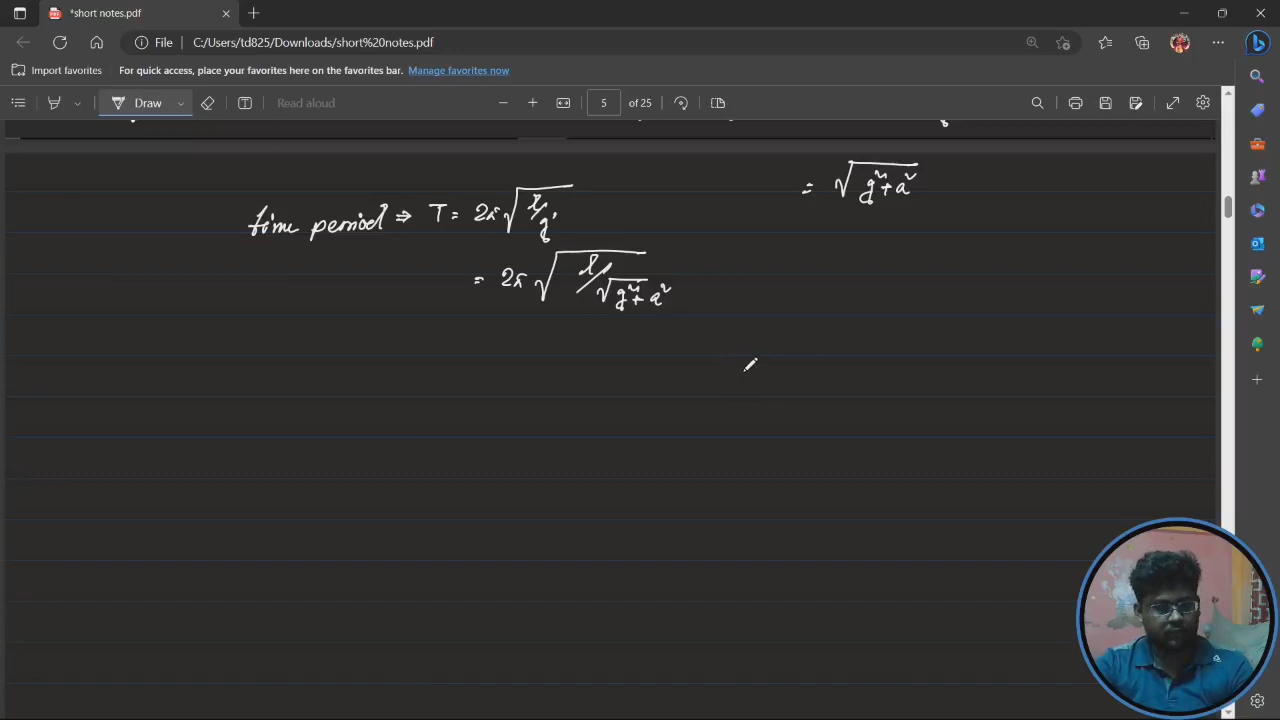 *short notes.pdf
File C:/Users/td825/Downloads/short%20notes.pdf
Import favorites For quick access, place your favorites here on the favorites bar. Manage favorites now
Draw Read aloud 5 of 25
= √(g²+a²)
time period ⇒ T = 2π√(l/g')
= 2π√(l/√(g²+a²))